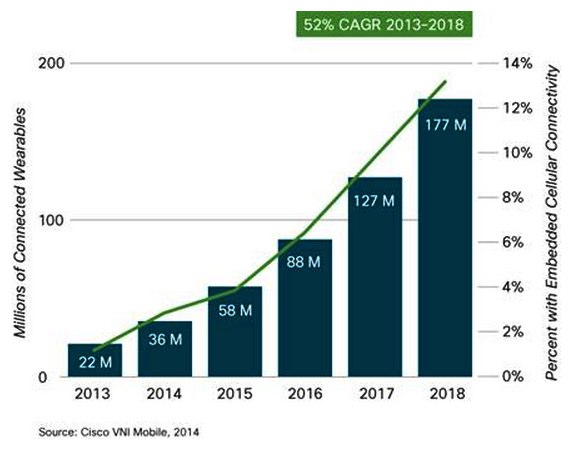 52% CAGR 2013–2018
Millions of Connected Wearables
200
100
0
22 M
36 M
58 M
88 M
127 M
177 M
2013
2014
2015
2016
2017
2018
14%
12%
10%
8%
6%
4%
2%
0%
Percent with Embedded Cellular Connectivity
Source: Cisco VNI Mobile, 2014